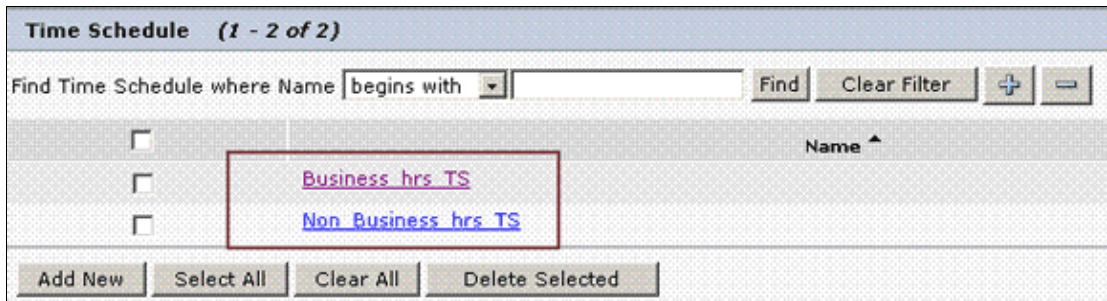 Time Schedule (1 - 2 of 2)
Find Time Schedule where Name begins with Find Clear Filter
Name
Business_hrs_TS
Non_Business_hrs_TS
Add New Select All Clear All Delete Selected